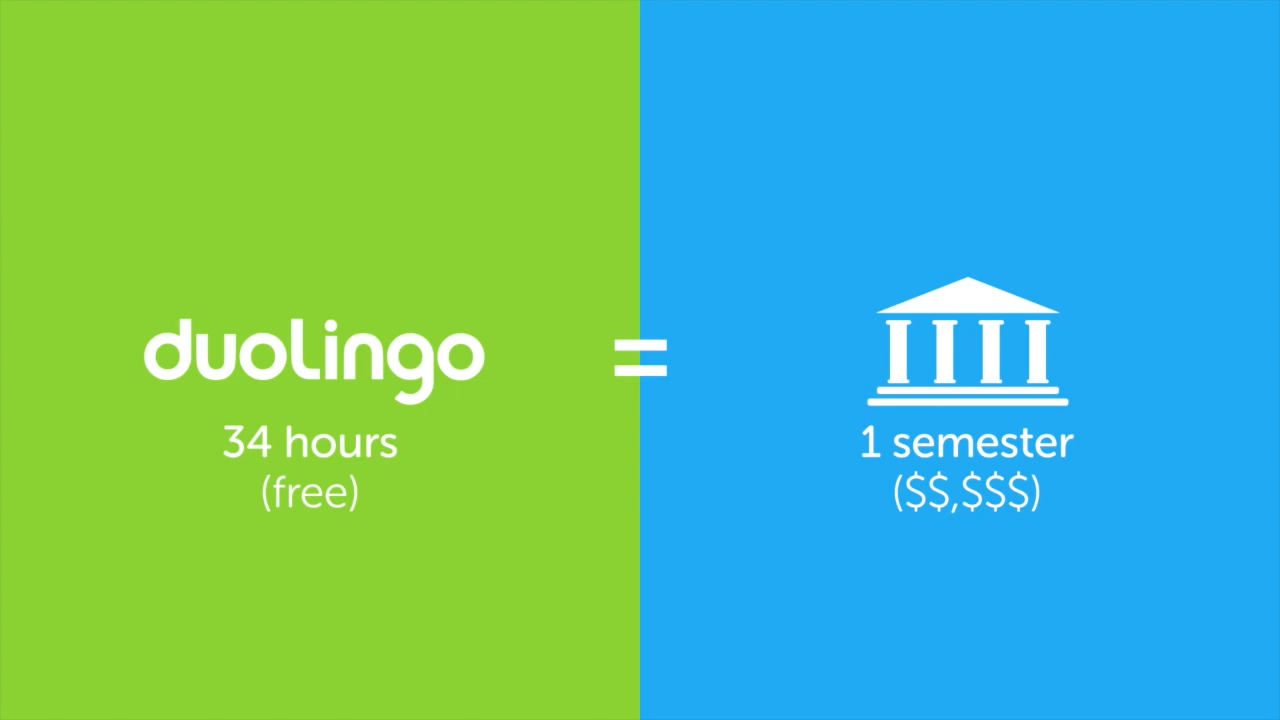 duolingo
34 hours
(free)
=
1 semester
($$,$$$)